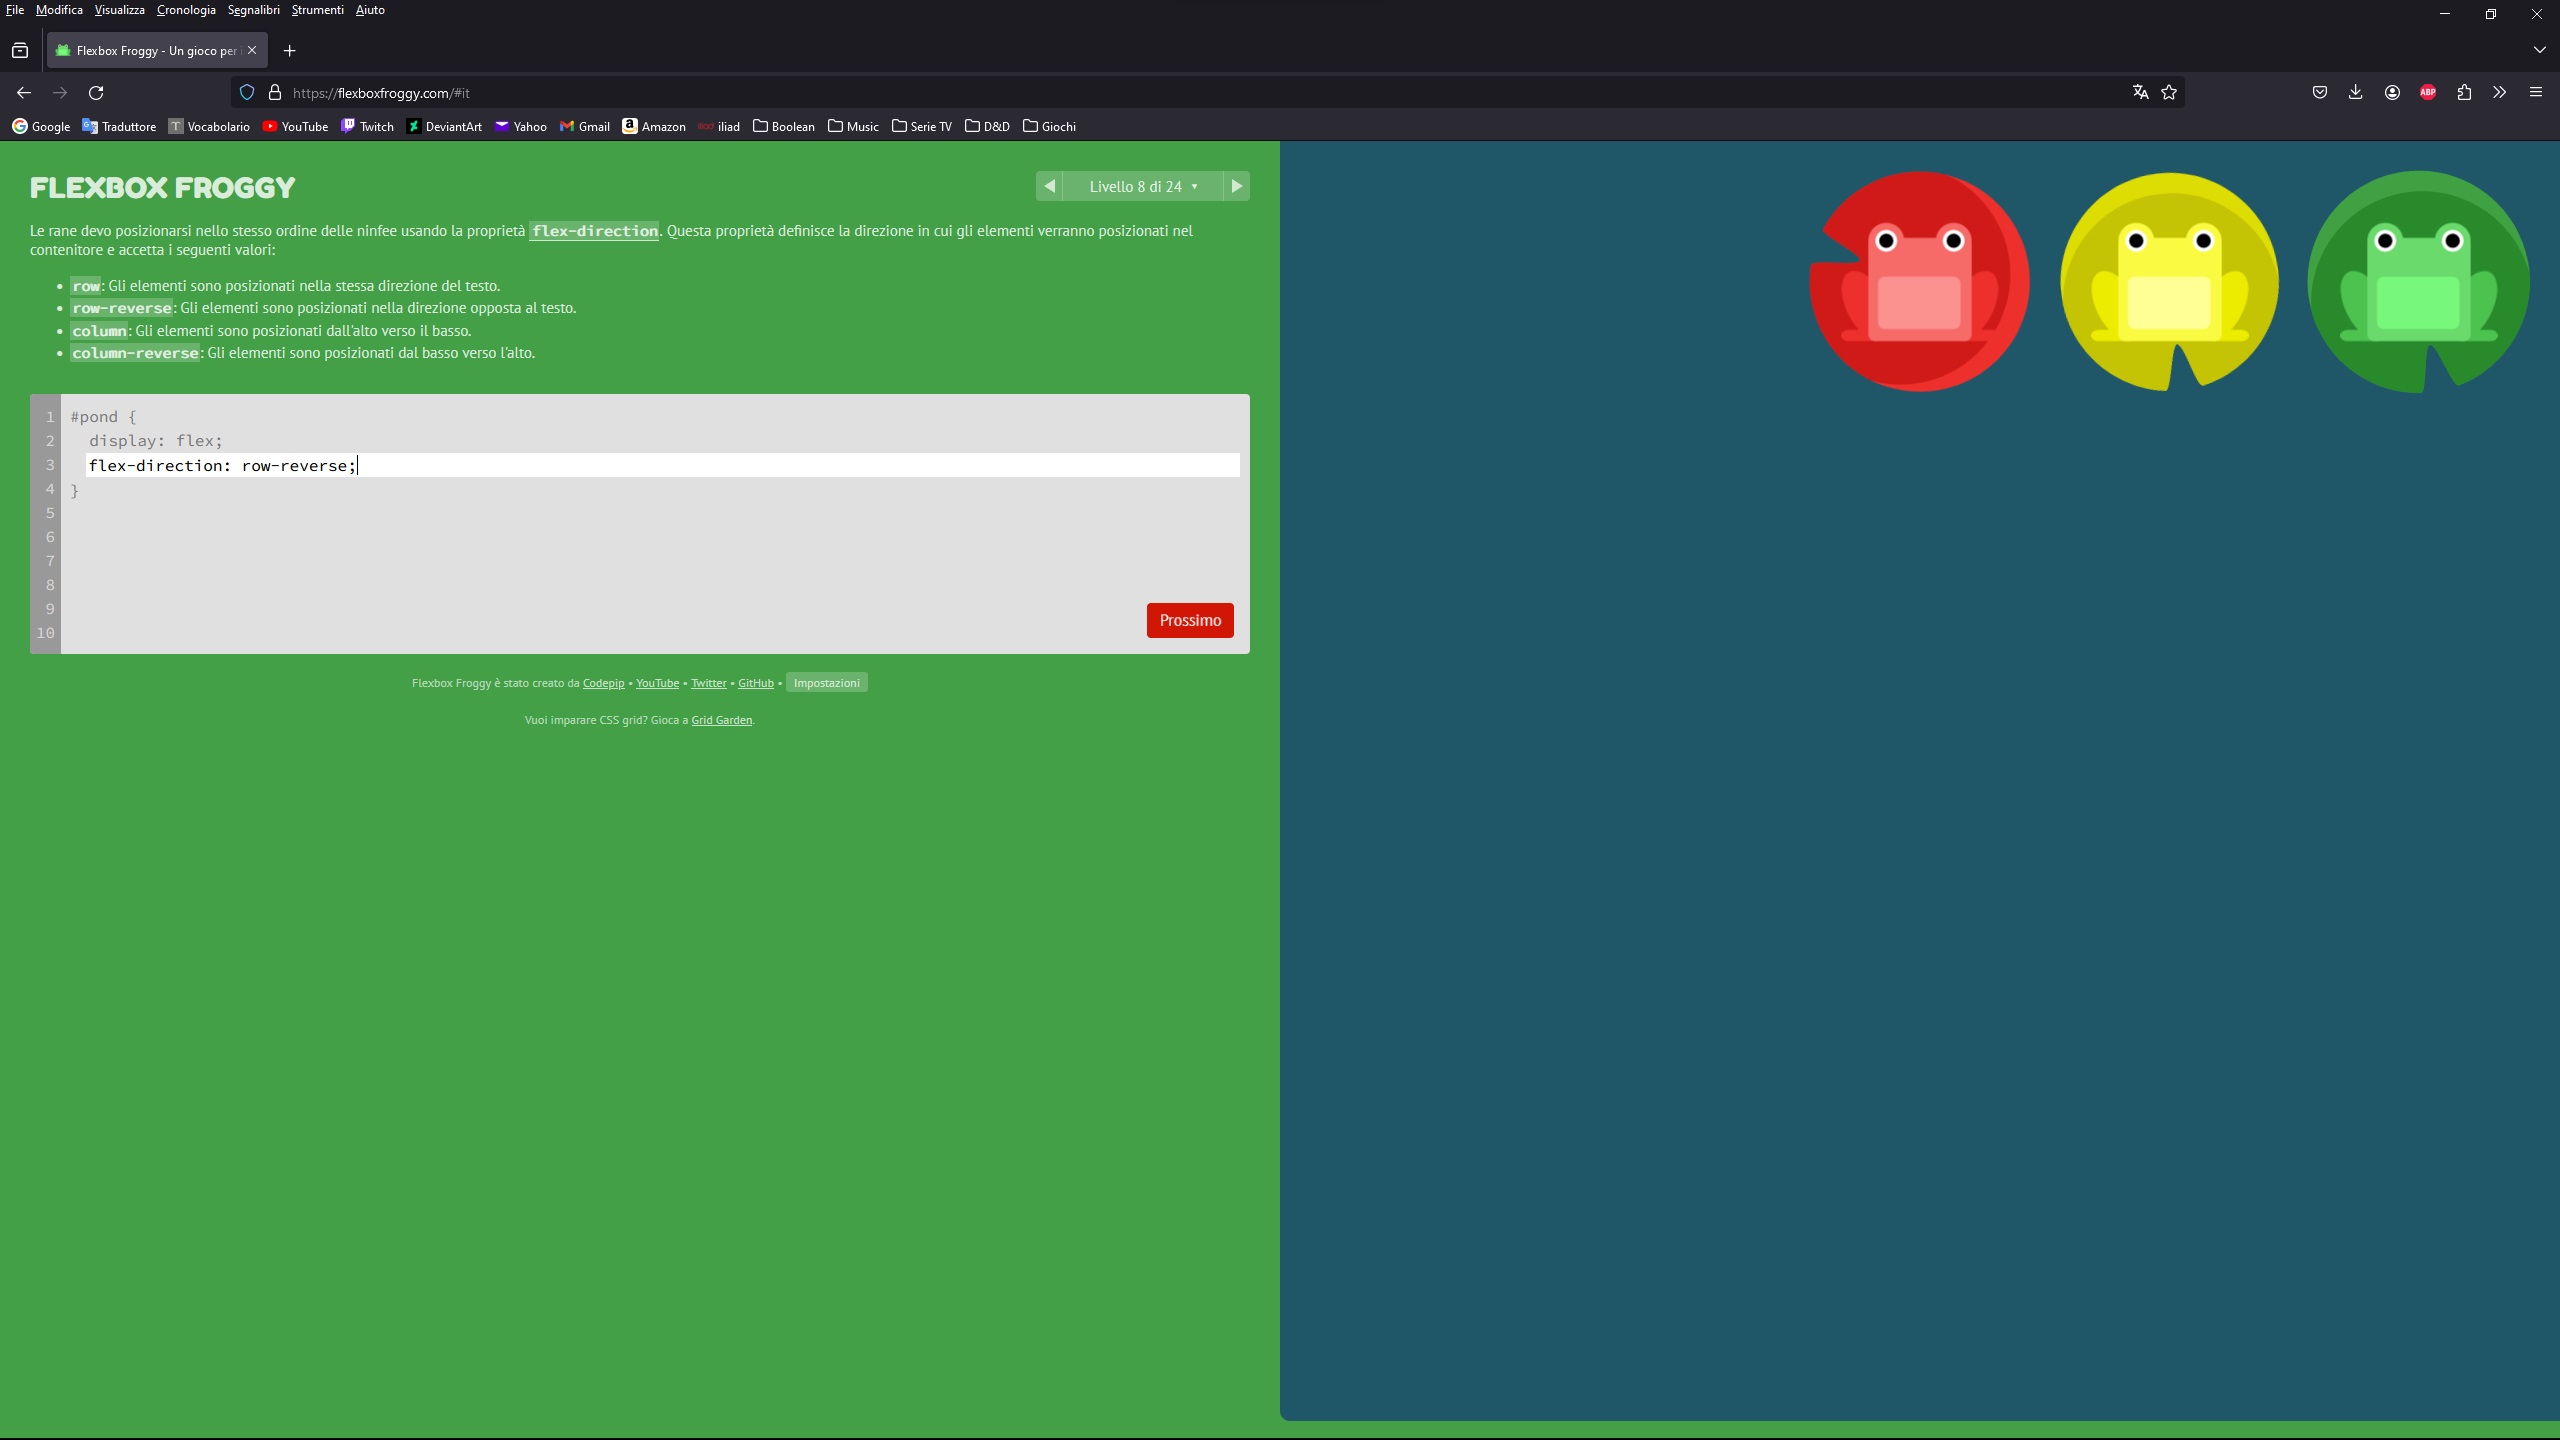 File Modifica Visualizza Cronologia Segnalibri Strumenti Aiuto
Flexbox Froggy - Un gioco per
https://flexboxfroggy.com/#it
ABP
Google Traduttore T Vocabolario YouTube Twitch DeviantArt Yahoo Gmail Amazon iliad iliad Boolean Music Serie TV D&D Giochi
FLEXBOX FROGGY
Livello 8 di 24
Le rane devo posizionarsi nello stesso ordine delle ninfee usando la proprietà flex-direction. Questa proprietà definisce la direzione in cui gli elementi verranno posizionati nel
contenitore e accetta i seguenti valori:
• row: Gli elementi sono posizionati nella stessa direzione del testo.
• row-reverse: Gli elementi sono posizionati nella direzione opposta al testo.
• column: Gli elementi sono posizionati dall'alto verso il basso.
• column-reverse: Gli elementi sono posizionati dal basso verso l'alto.
1 #pond {
2 display: flex;
3 flex-direction: row-reverse;
4 }
5
6
7
8
9
10
Prossimo
Flexbox Froggy è stato creato da Codepip • YouTube • Twitter • GitHub • Impostazioni
Vuoi imparare CSS grid? Gioca a Grid Garden.